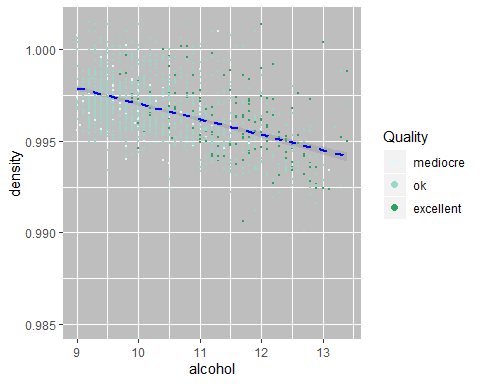 1.000
0.995
0.990
0.985
density
9
10
11
12
13
alcohol
Quality
mediocre
ok
excellent